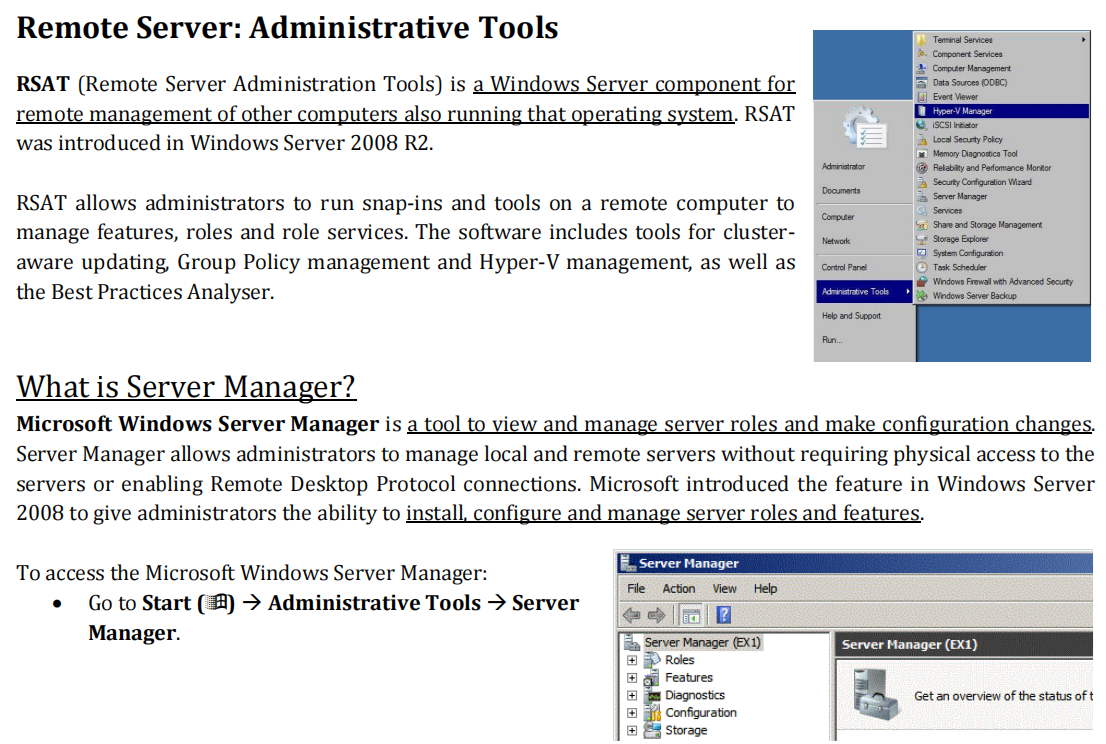 Remote Server: Administrative Tools
RSAT (Remote Server Administration Tools) is a Windows Server component for
remote management of other computers also running that operating system. RSAT
was introduced in Windows Server 2008 R2.
RSAT allows administrators to run snap-ins and tools on a remote computer to
manage features, roles and role services. The software includes tools for cluster-
aware updating, Group Policy management and Hyper-V management, as well as
the Best Practices Analyser.
Terminal Services
Component Services
Computer Management
Data Sources (ODBC)
Event Viewer
Hyper-V Manager
iSCSI Initiator
Local Security Policy
Memory Diagnostics Tool
Reliability and Performance Monitor
Security Configuration Wizard
Server Manager
Services
Share and Storage Management
Storage Explorer
System Configuration
Task Scheduler
Windows Firewall with Advanced Security
Windows Server Backup
Administrator
Documents
Computer
Network
Control Panel
Administrative Tools
Help and Support
Run...
What is Server Manager?
Microsoft Windows Server Manager is a tool to view and manage server roles and make configuration changes.
Server Manager allows administrators to manage local and remote servers without requiring physical access to the
servers or enabling Remote Desktop Protocol connections. Microsoft introduced the feature in Windows Server
2008 to give administrators the ability to install, configure and manage server roles and features.
To access the Microsoft Windows Server Manager:
• Go to Start () → Administrative Tools → Server
Manager.
Server Manager
File Action View Help
Server Manager (EX1)
Roles
Features
Diagnostics
Configuration
Storage
Server Manager (EX1)
Get an overview of the status of t